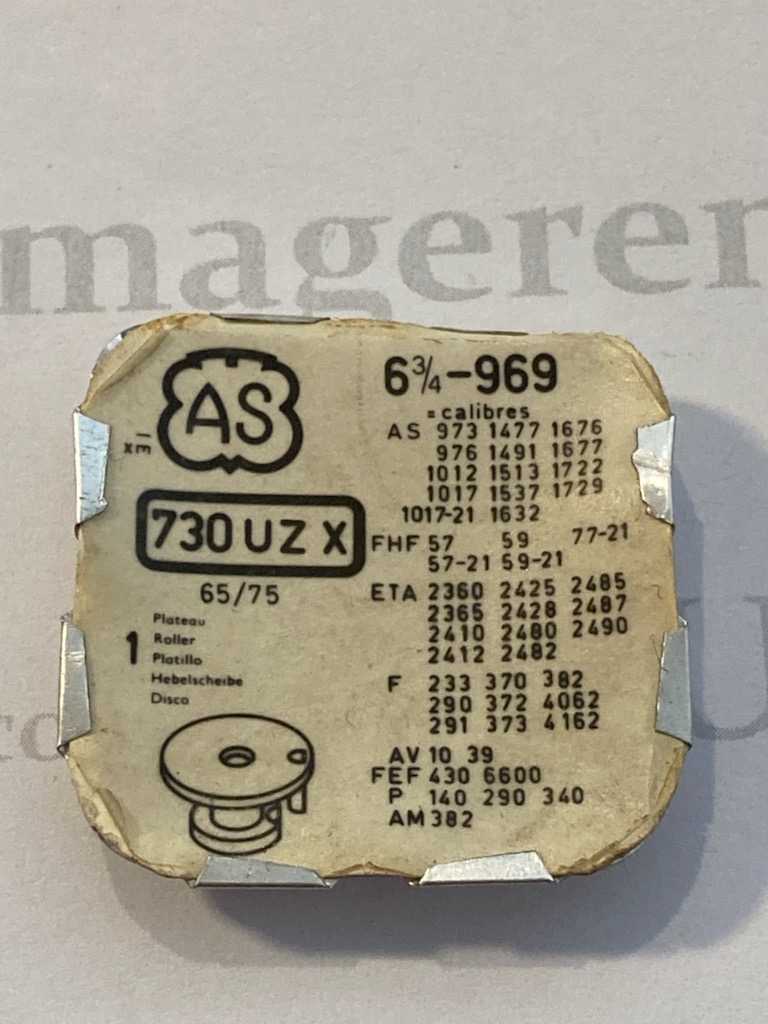 magere
AS
xEI
730 UZ X
65/75
1
Plateau
Roller
Platillo
Hebelscheibe
Disco
6¾-969
= calibres
AS 973 1477 1676
976 1491 1677
1012 1513 1722
1017 1537 1729
1017-21 1632
FHF 57 59 77-21
57-21 59-21
ETA 2360 2425 2485
2365 2428 2487
2410 2480 2490
2412 2482
F 233 370 382
290 372 4062
291 373 4162
AV 10 39
FEF 430 6600
P 140 290 340
AM 382
co
U